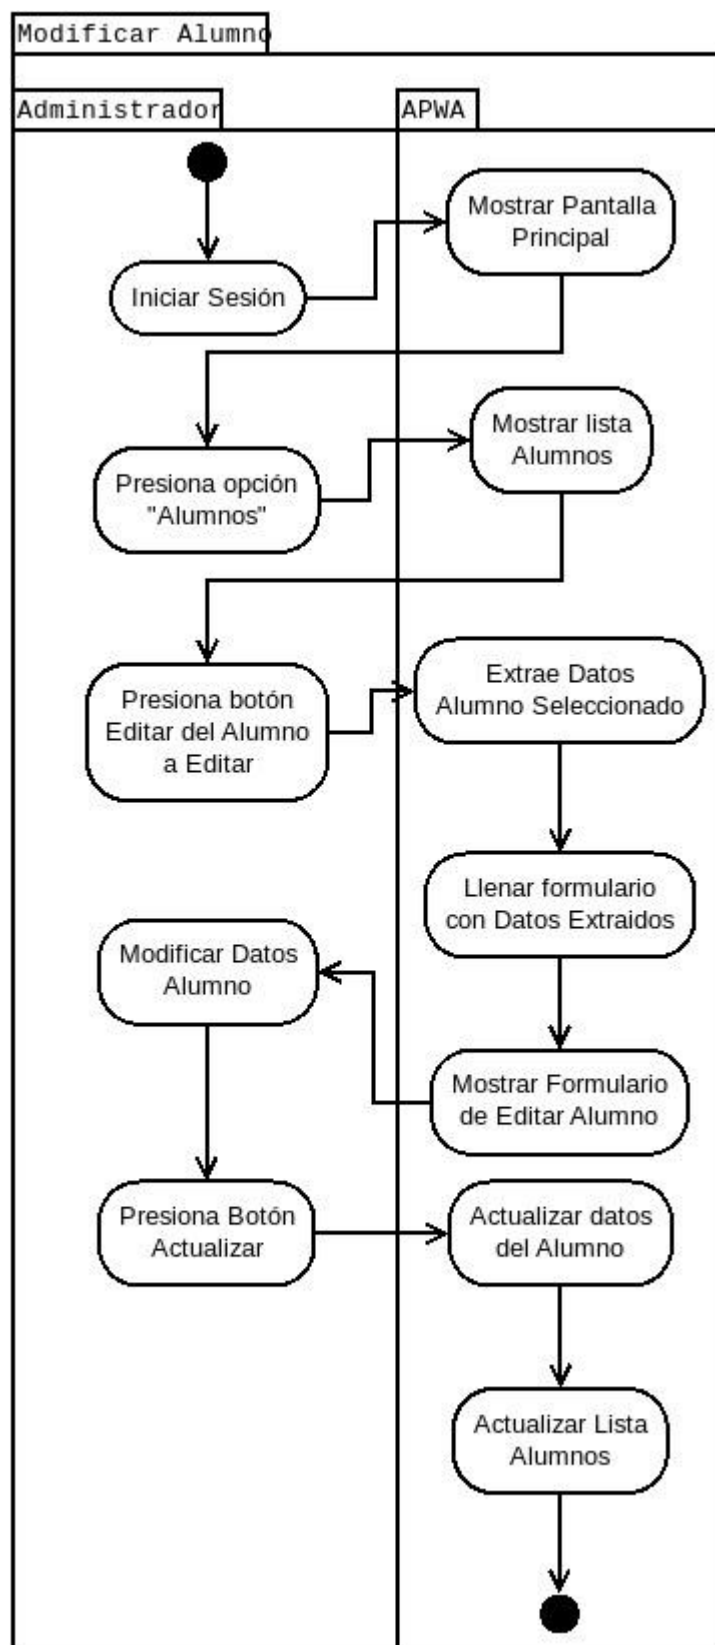 Modificar Alumno
Administrador
APWA
Mostrar Pantalla
Principal
Iniciar Sesión
Mostrar lista
Alumnos
Presiona opción
"Alumnos"
Extrae Datos
Alumno Seleccionado
Presiona botón
Editar del Alumno
a Editar
Llenar formulario
con Datos Extraidos
Modificar Datos
Alumno
Mostrar Formulario
de Editar Alumno
Presiona Botón
Actualizar
Actualizar datos
del Alumno
Actualizar Lista
Alumnos